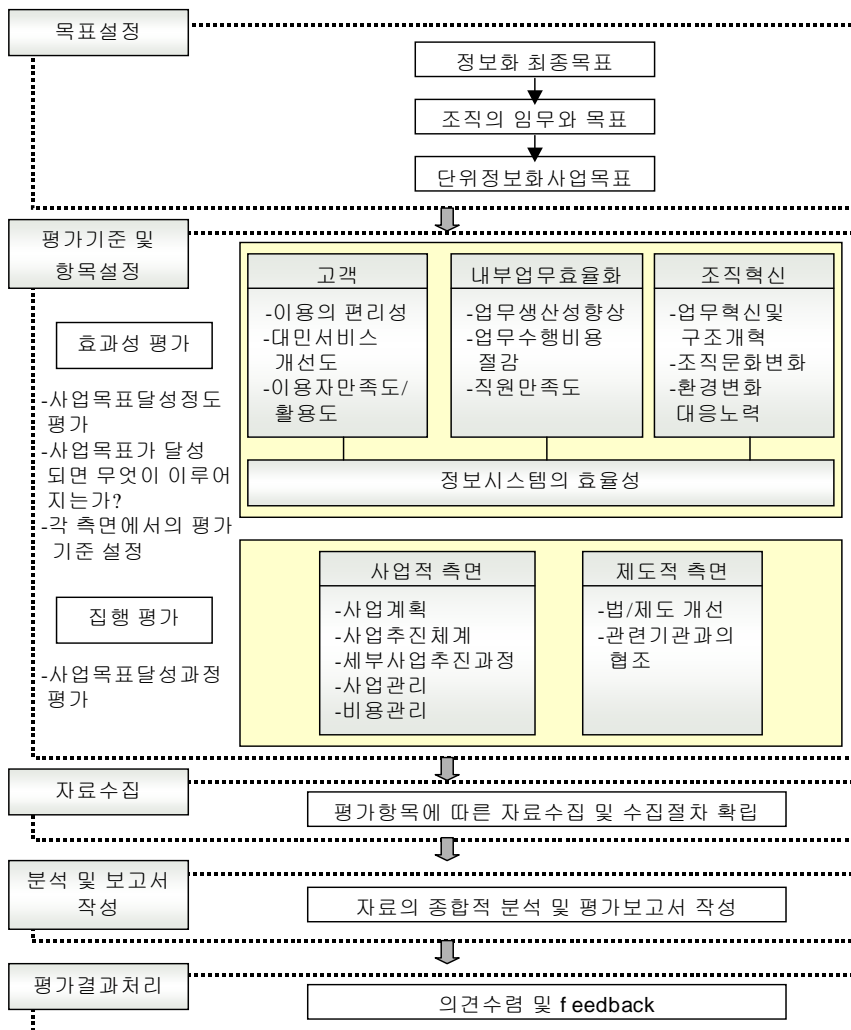 목표설정
정보화 최종목표
조직의 임무와 목표
단위정보화사업목표
평가기준 및
항목설정
효과성 평가
-사업목표달성정도
평가
-사업목표가 달성
되면 무엇이 이루어
지는가?
-각 측면에서의 평가
기준 설정
고객
-이용의 편리성
-대민서비스
개선도
-이용자만족도/
활용도
내부업무효율화
-업무생산성향상
-업무수행비용
절감
-직원만족도
조직혁신
-업무혁신및
구조개혁
-조직문화변화
-환경변화
대응노력
정보시스템의 효율성
집행 평가
-사업목표달성과정
평가
사업적 측면
-사업계획
-사업추진체계
-세부사업추진과정
-사업관리
-비용관리
제도적 측면
-법/제도 개선
-관련기관과의
협조
자료수집
평가항목에 따른 자료수집 및 수집절차 확립
분석 및 보고서
작성
자료의 종합적 분석 및 평가보고서 작성
평가결과처리
의견수렴 및 feedback